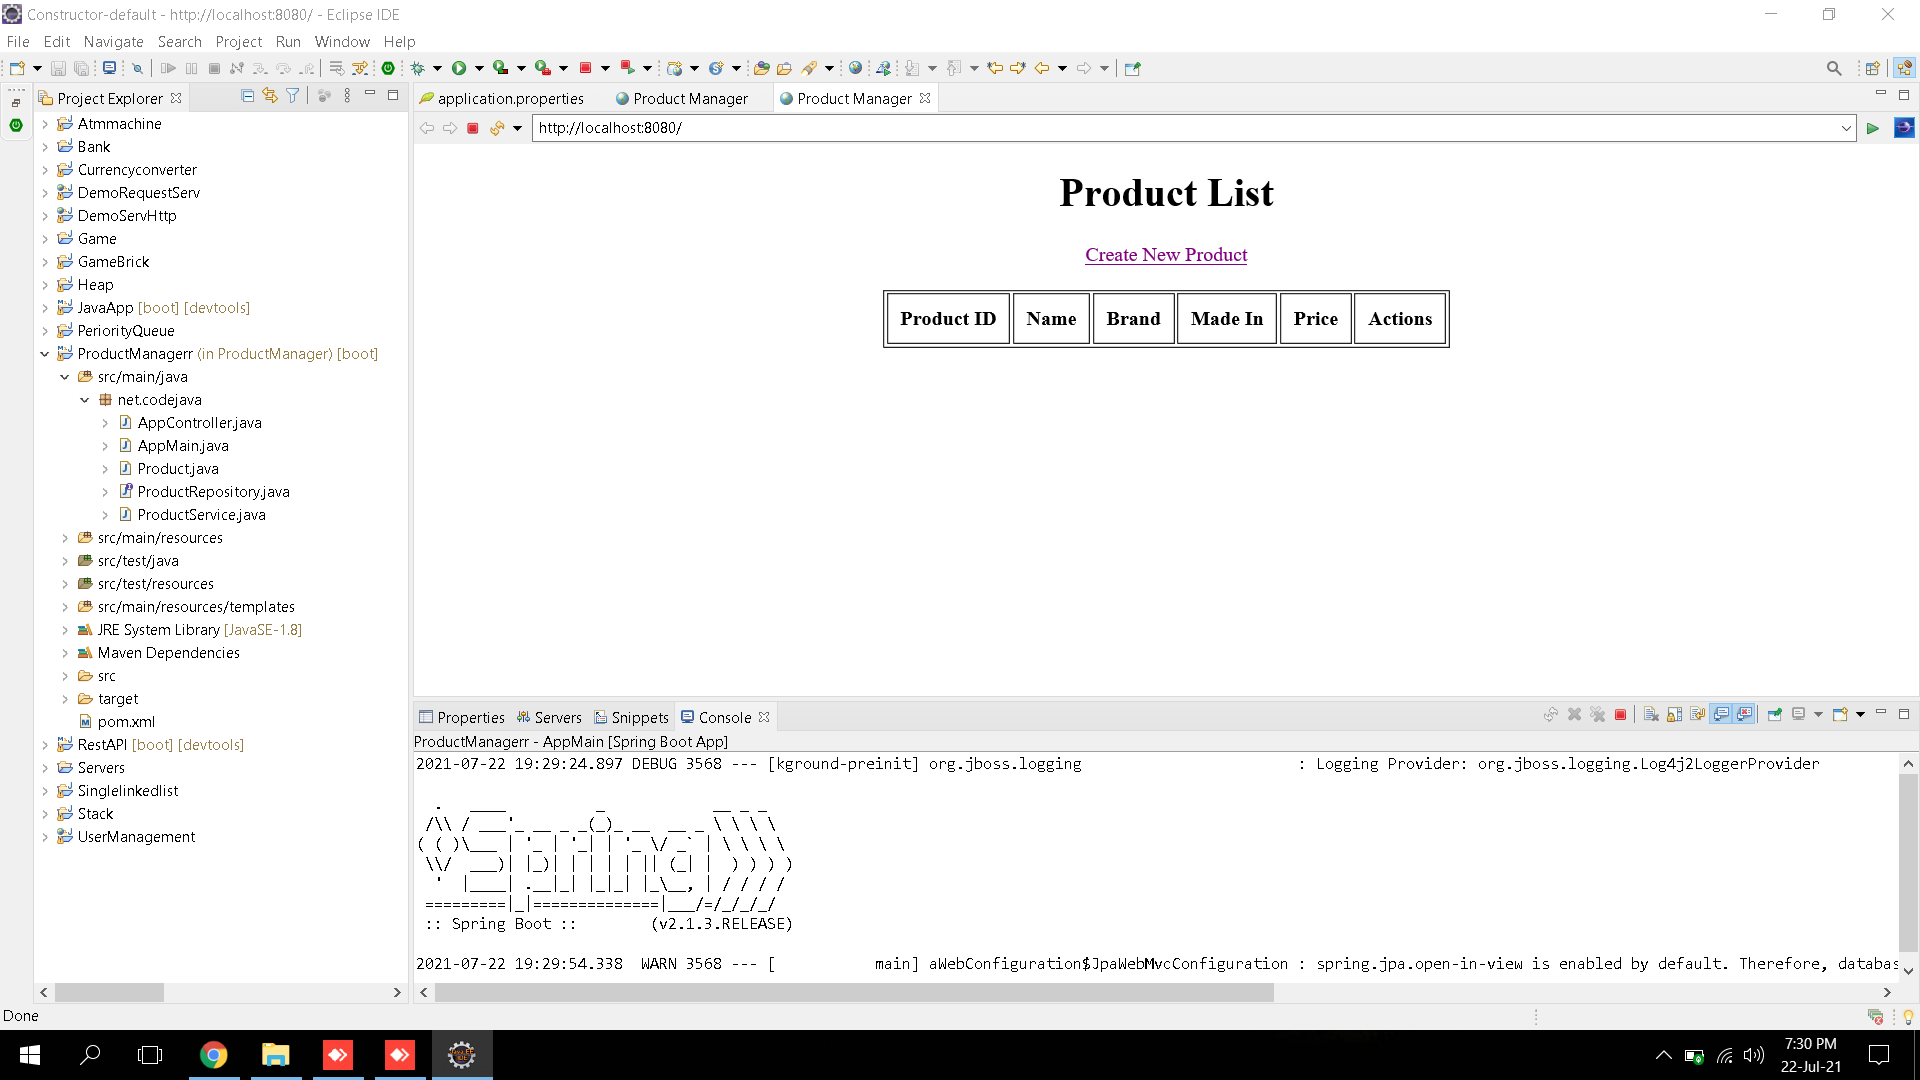 Constructor-default - http://localhost:8080/ - Eclipse IDE
File Edit Navigate Search Project Run Window Help
Project Explorer
Atmmachine
Bank
Currencyconverter
DemoRequestServ
DemoServHttp
Game
GameBrick
Heap
JavaApp [boot] [devtools]
PeriorityQueue
ProductManagerr (in ProductManager) [boot]
src/main/java
net.codejava
AppController.java
AppMain.java
Product.java
ProductRepository.java
ProductService.java
src/main/resources
src/test/java
src/test/resources
src/main/resources/templates
JRE System Library [JavaSE-1.8]
Maven Dependencies
src
target
pom.xml
RestAPI [boot] [devtools]
Servers
Singlelinkedlist
Stack
UserManagement
application.properties Product Manager Product Manager
http://localhost:8080/
Product List
Create New Product
Product ID Name Brand Made In Price Actions
Properties Servers Snippets Console
ProductManagerr - AppMain [Spring Boot App]
2021-07-22 19:29:24.897 DEBUG 3568 --- [kground-preinit] org.jboss.logging : Logging Provider: org.jboss.logging.Log4j2LoggerProvider
Spring
:: Spring Boot :: (v2.1.3.RELEASE)
2021-07-22 19:29:54.338 WARN 3568 --- [ main] aWebConfiguration$JpaWebMvcConfiguration : spring.jpa.open-in-view is enabled by default. Therefore, databas
Done
7:30 PM
22-Jul-21